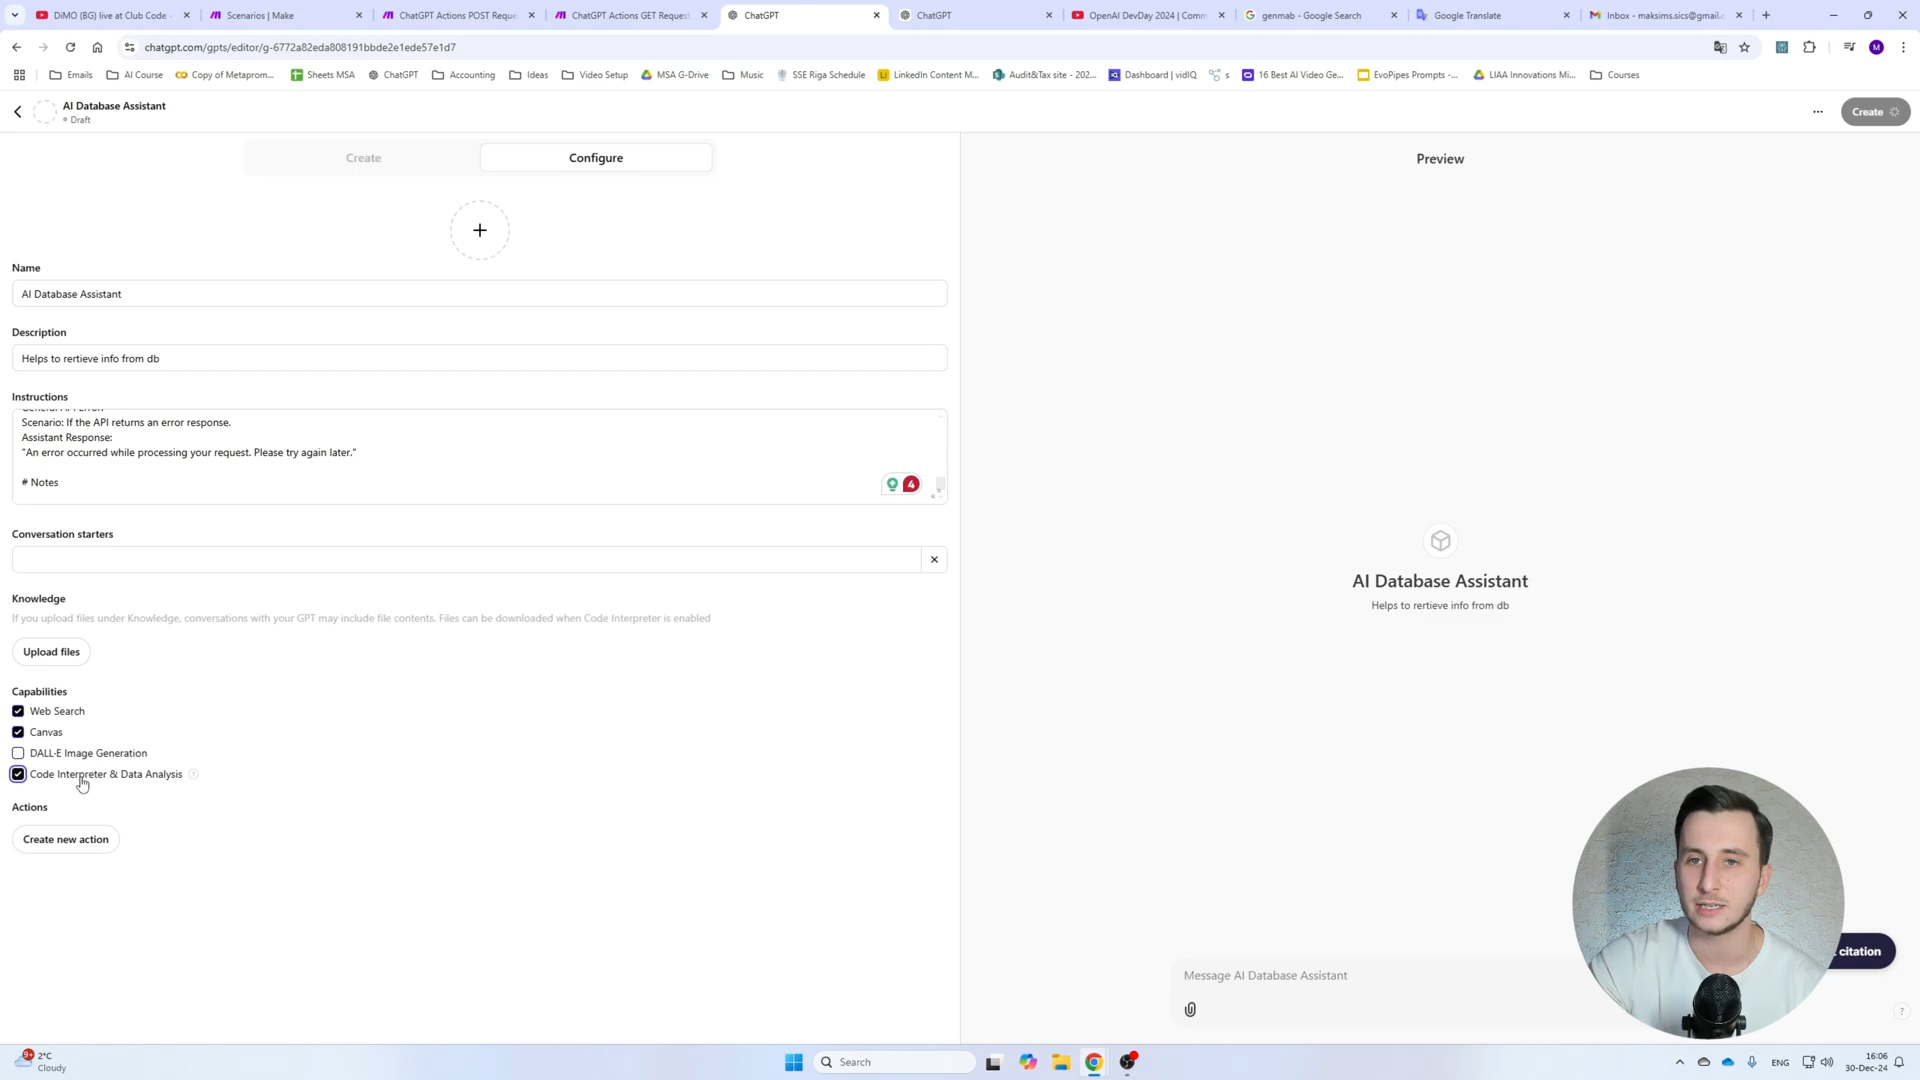 DiMO (BG) live at Club Code -
Scenarios | Make
ChatGPT Actions POST Reque
ChatGPT Actions GET Request
ChatGPT
ChatGPT
OpenAI DevDay 2024 | Comm
genmab - Google Search
Google Translate
Inbox - maksims.sics@gmail.c
chatgpt.com/gpts/editor/g-6772a82eda808191bbde2e1ede57e1d7
M
Emails
AI Course
Copy of Metaprom...
Sheets MSA
ChatGPT
Accounting
Ideas
Video Setup
MSA G-Drive
Music
SSE Riga Schedule
LinkedIn Content M...
Audit&Tax site - 202...
Dashboard | vidIQ
s
16 Best AI Video Ge...
EvoPipes Prompts -...
LIAA Innovations Mi...
Courses
AI Database Assistant
Draft
Create
Create
Configure
Preview
Name
AI Database Assistant
Description
Helps to rertieve info from db
Instructions
General API Error
Scenario: If the API returns an error response.
Assistant Response:
"An error occurred while processing your request. Please try again later."
# Notes
4
Conversation starters
Knowledge
If you upload files under Knowledge, conversations with your GPT may include file contents. Files can be downloaded when Code Interpreter is enabled
Upload files
Capabilities
Web Search
Canvas
DALL·E Image Generation
Code Interpreter & Data Analysis ?
Actions
Create new action
AI Database Assistant
Helps to rertieve info from db
citation
Message AI Database Assistant
?
9+
2°C
Cloudy
Search
ENG
16:06
30-Dec-24